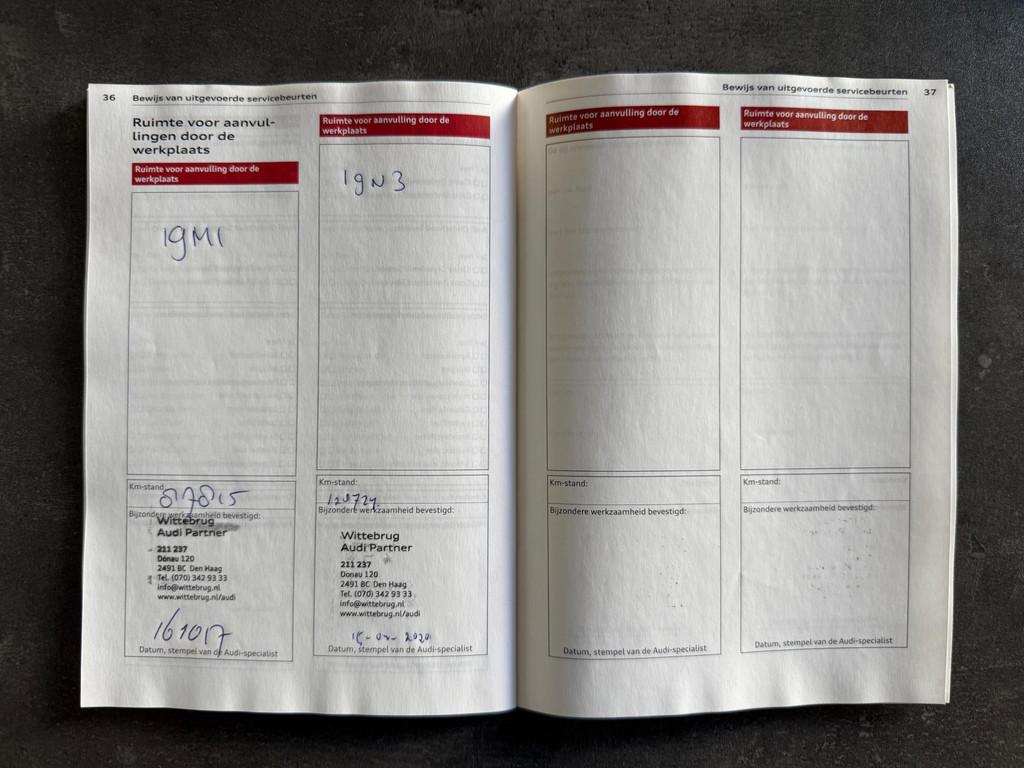 36 Bewijs van uitgevoerde servicebeurten
Ruimte voor aanvul-
lingen door de
werkplaats
Ruimte voor aanvulling door de
werkplaats
19M1
Km-stand:
87815
Bijzondere werkzaamheid bevestigd:
Wittebrug
Audi Partner
211 237
Donau 120
2491 BC Den Haag
Tel. (070) 342 93 33
info@wittebrug.nl
www.wittebrug.nl/audi
161017
Datum, stempel van de Audi-specialist
Ruimte voor aanvulling door de
werkplaats
19N3
Km-stand:
Bijzondere werkzaamheid bevestigd:
Wittebrug
Audi Partner
211 237
Donau 120
2491 BC Den Haag
Tel. (070) 342 93 33
info@wittebrug.nl
www.wittebrug.nl/audi
Datum, stempel van de Audi-specialist
Bewijs van uitgevoerde servicebeurten 37
Ruimte voor aanvulling door de
werkplaats
Km-stand:
Bijzondere werkzaamheid bevestigd:
Datum, stempel van de Audi-specialist
Ruimte voor aanvulling door de
werkplaats
Km-stand:
Bijzondere werkzaamheid bevestigd:
Datum, stempel van de Audi-specialist